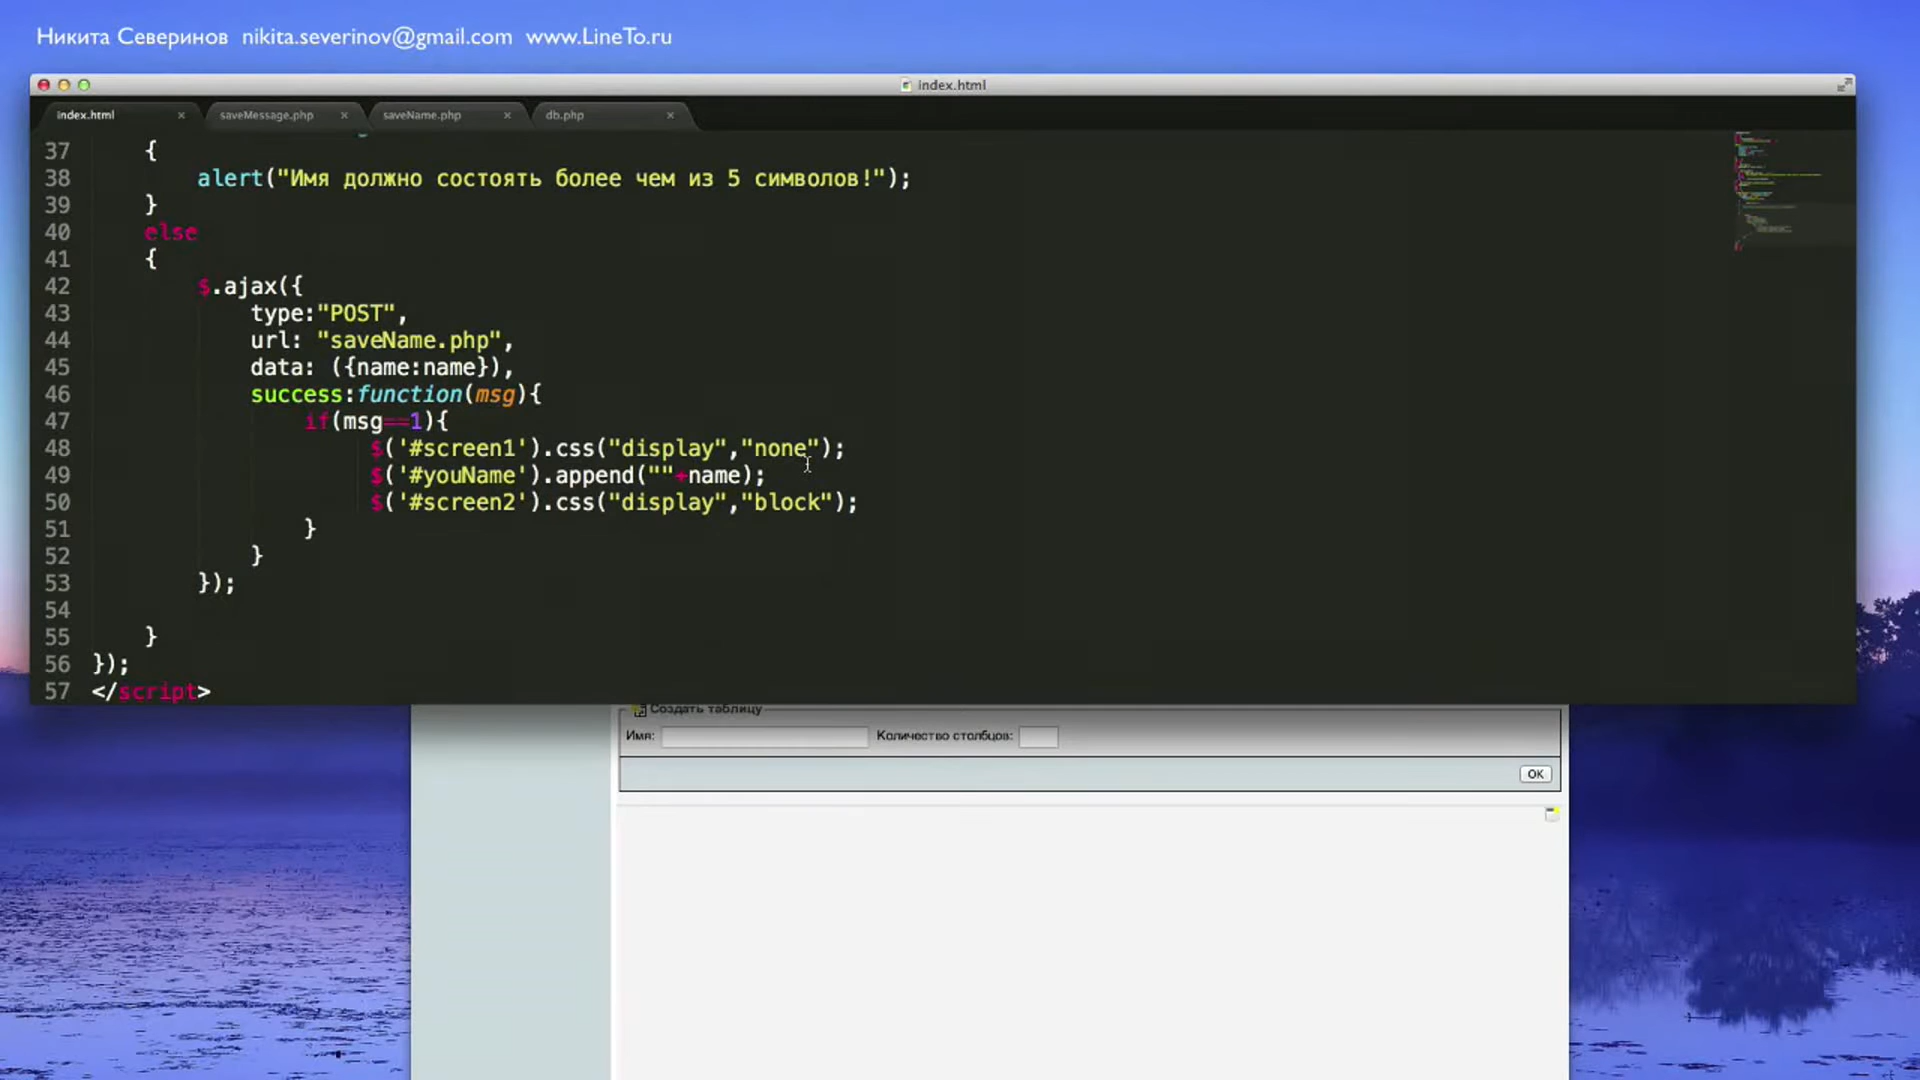 Никита Северинов nikita.severinov@gmail.com www.LineTo.ru
index.html
index.html × saveMessage.php × saveName.php × db.php ×
37 {
38 alert("Имя должно состоять более чем из 5 символов!");
39 }
40 else
41 {
42 $.ajax({
43 type:"POST",
44 url: "saveName.php",
45 data: ({name:name}),
46 success:function(msg){
47 if(msg==1){
48 $('#screen1').css("display","none");
49 $('#youName').append(""+name);
50 $('#screen2').css("display","block");
51 }
52 }
53 });
54
55 }
56 });
57 </script>
Создать таблицу
Имя: Количество столбцов:
OK